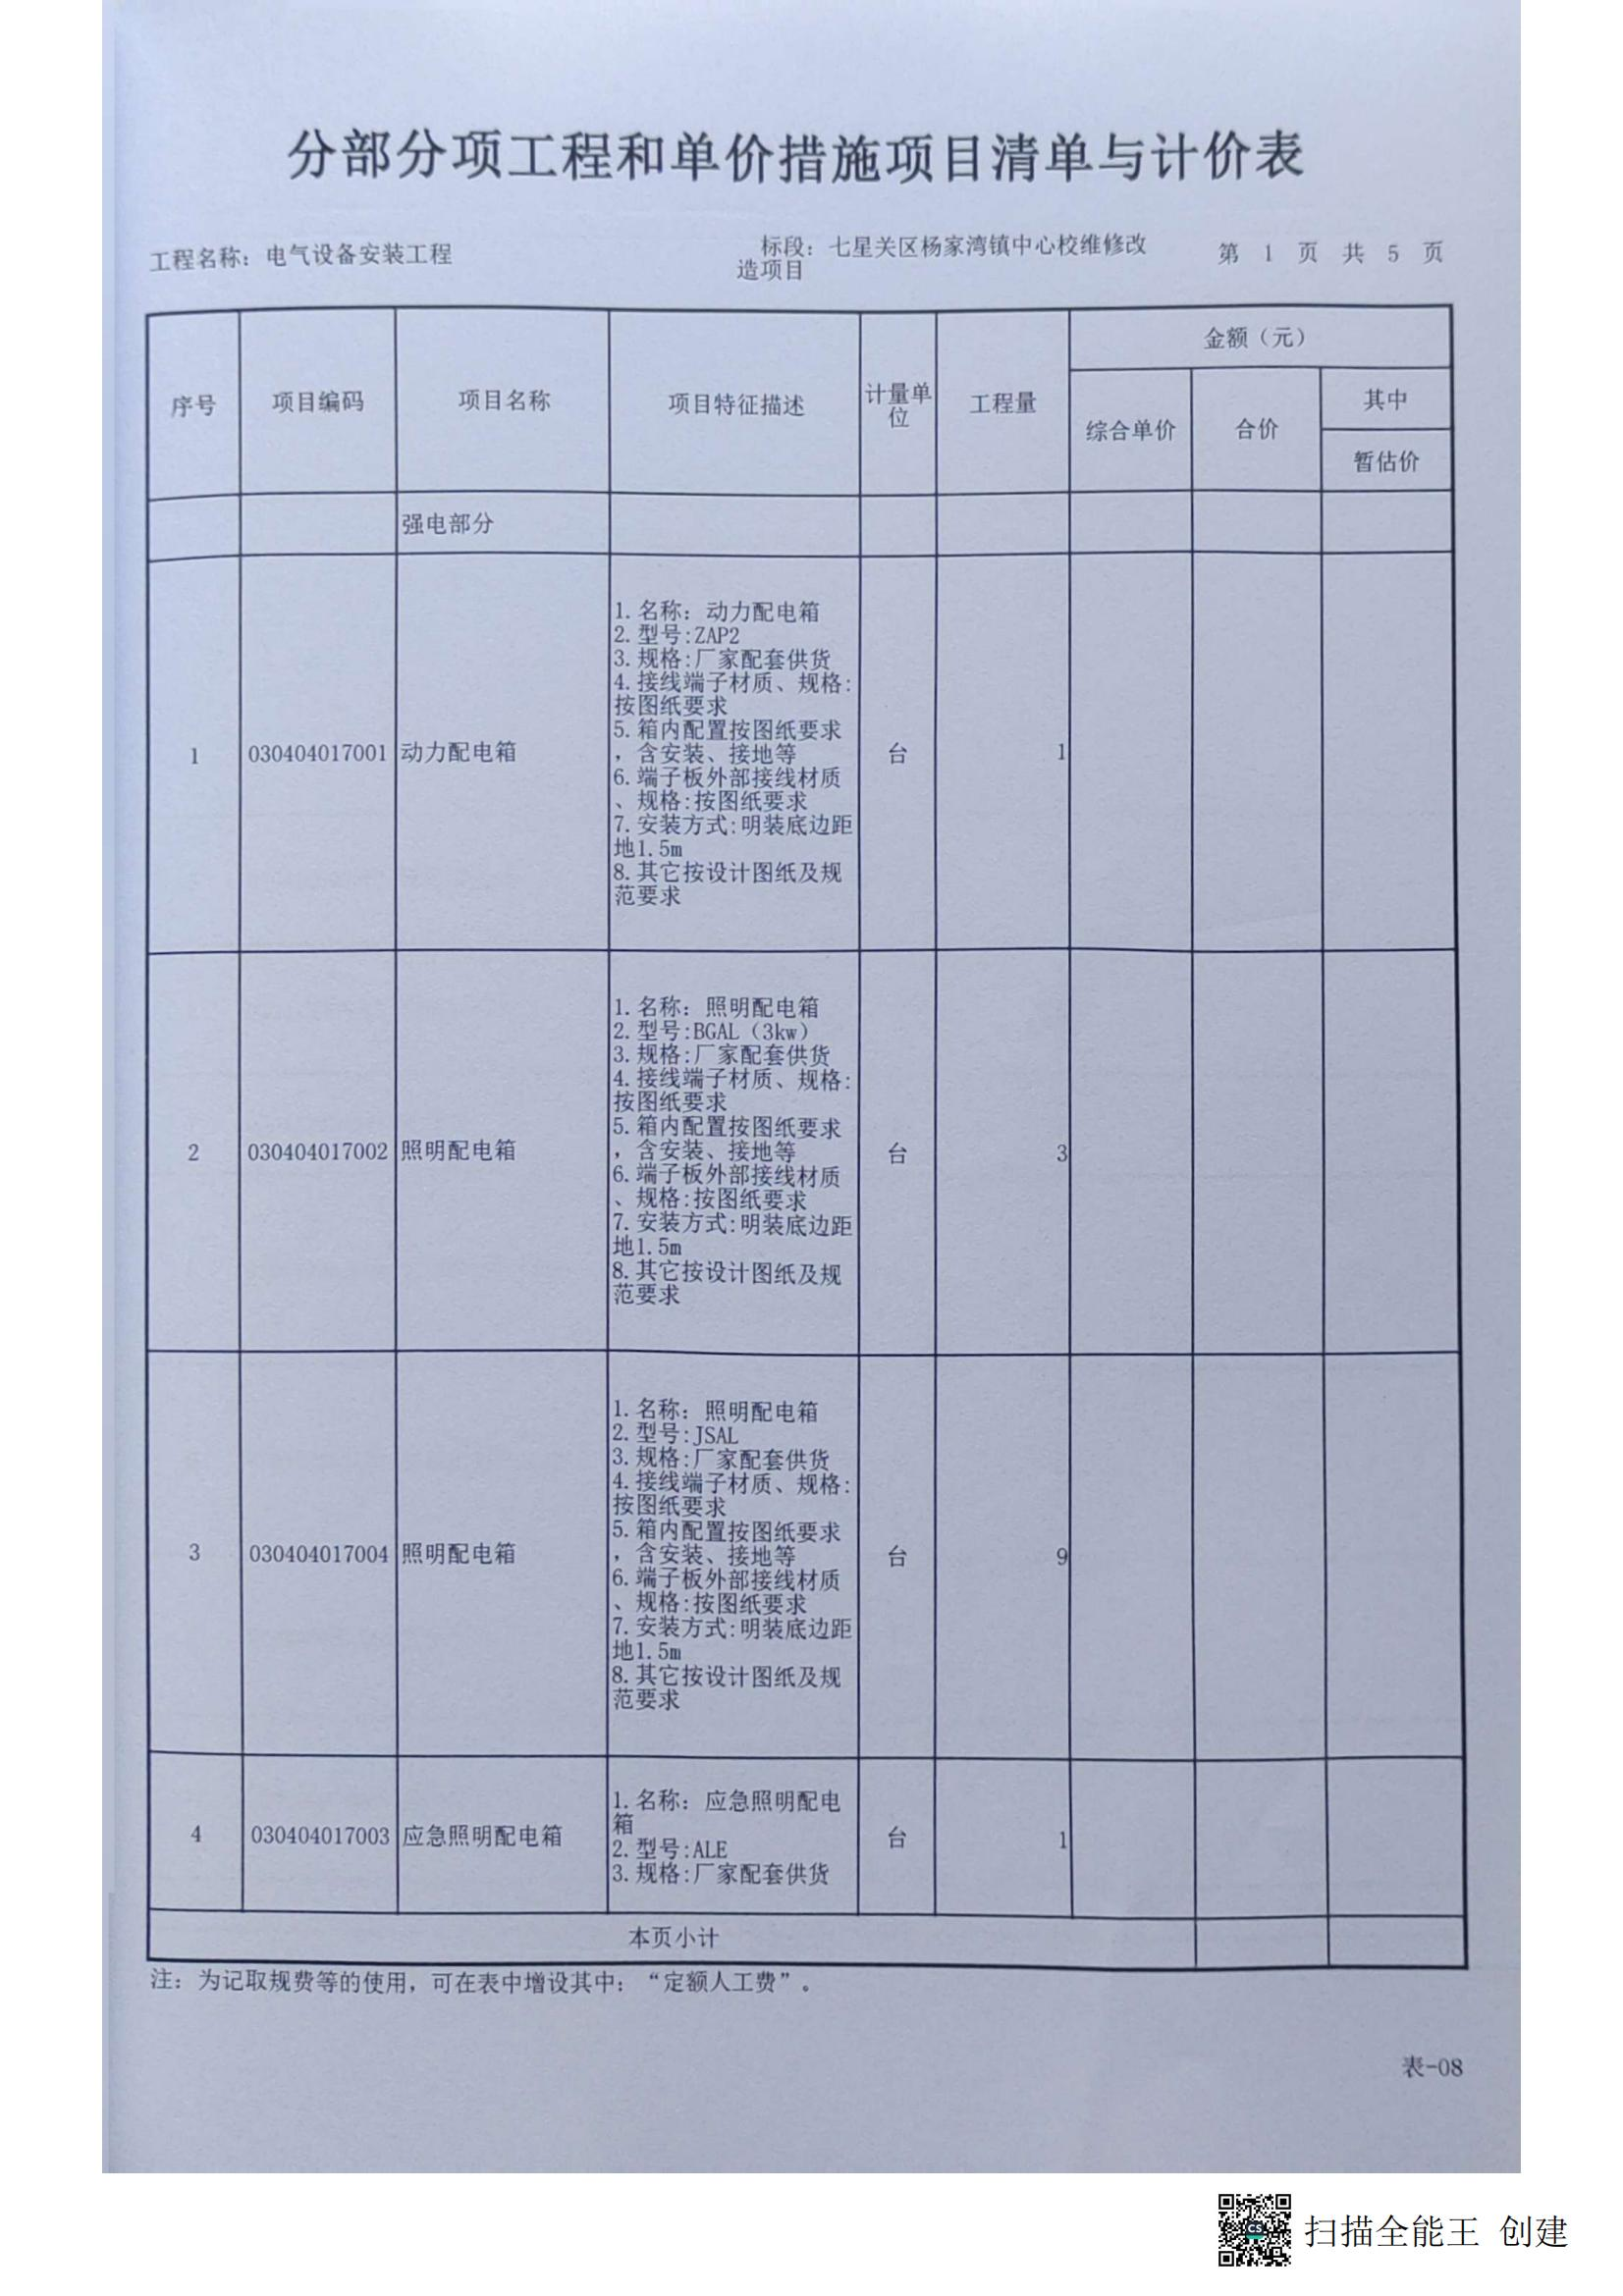 分部分项工程和单价措施项目清单与计价表
工程名称：电气设备安装工程
标段：七星关区杨家湾镇中心校维修改
造项目
第 1 页 共 5 页
序号
项目编码
项目名称
项目特征描述
计量单
位
工程量
金额（元）
综合单价
合价
其中
暂估价
强电部分
1
030404017001
动力配电箱
1.名称：动力配电箱
2.型号:ZAP2
3.规格:厂家配套供货
4.接线端子材质、规格:
按图纸要求
5.箱内配置按图纸要求
，含安装、接地等
6.端子板外部接线材质
、规格:按图纸要求
7.安装方式:明装底边距
地1.5m
8.其它按设计图纸及规
范要求
台
1
2
030404017002
照明配电箱
1.名称：照明配电箱
2.型号:BGAL（3kw）
3.规格:厂家配套供货
4.接线端子材质、规格:
按图纸要求
5.箱内配置按图纸要求
，含安装、接地等
6.端子板外部接线材质
、规格:按图纸要求
7.安装方式:明装底边距
地1.5m
8.其它按设计图纸及规
范要求
台
3
3
030404017004
照明配电箱
1.名称：照明配电箱
2.型号:JSAL
3.规格:厂家配套供货
4.接线端子材质、规格:
按图纸要求
5.箱内配置按图纸要求
，含安装、接地等
6.端子板外部接线材质
、规格:按图纸要求
7.安装方式:明装底边距
地1.5m
8.其它按设计图纸及规
范要求
台
9
4
030404017003
应急照明配电箱
1.名称：应急照明配电
箱
2.型号:ALE
3.规格:厂家配套供货
台
1
本页小计
注：为记取规费等的使用，可在表中增设其中：“定额人工费”。
表-08
CS
扫描全能王 创建